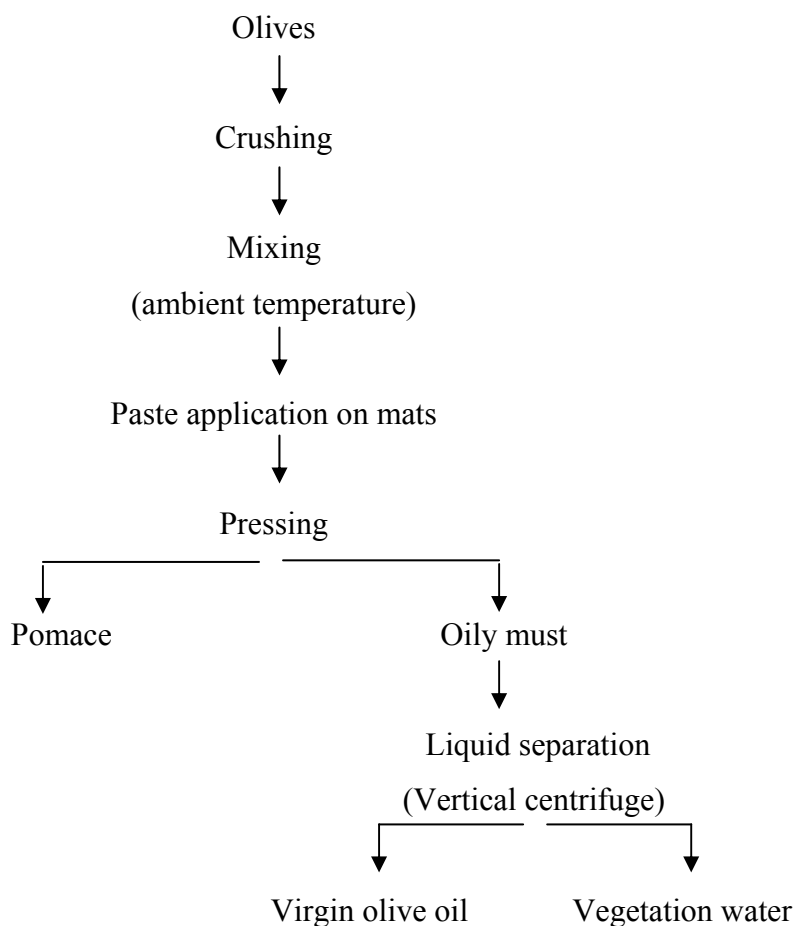 Olives
Crushing
Mixing
(ambient temperature)
Paste application on mats
Pressing
Pomace
Oily must
Liquid separation
(Vertical centrifuge)
Virgin olive oil
Vegetation water